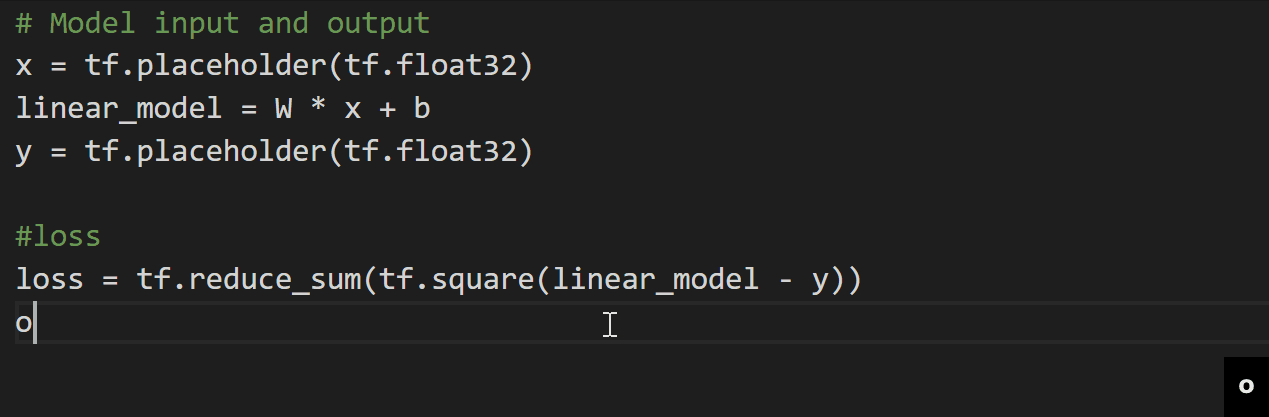 # Model input and output
x = tf.placeholder(tf.float32)
linear_model = W * x + b
y = tf.placeholder(tf.float32)
#loss
loss = tf.reduce_sum(tf.square(linear_model - y))
o
o